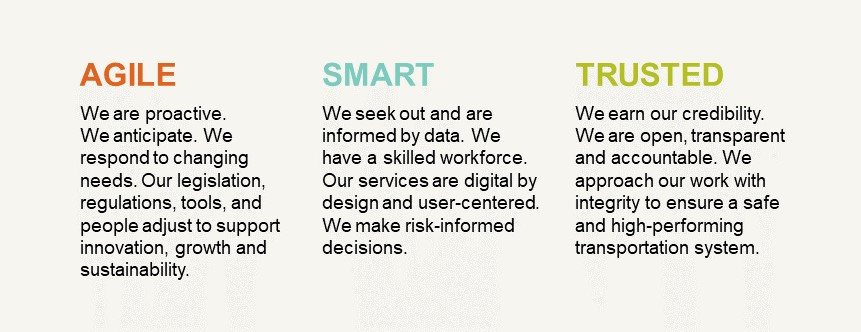 AGILE
We are proactive.
We anticipate. We
respond to changing
needs. Our legislation,
regulations, tools, and
people adjust to support
innovation, growth and
sustainability.
SMART
We seek out and are
informed by data. We
have a skilled workforce.
Our services are digital by
design and user-centered.
We make risk-informed
decisions.
TRUSTED
We earn our credibility.
We are open, transparent
and accountable. We
approach our work with
integrity to ensure a safe
and high-performing
transportation system.